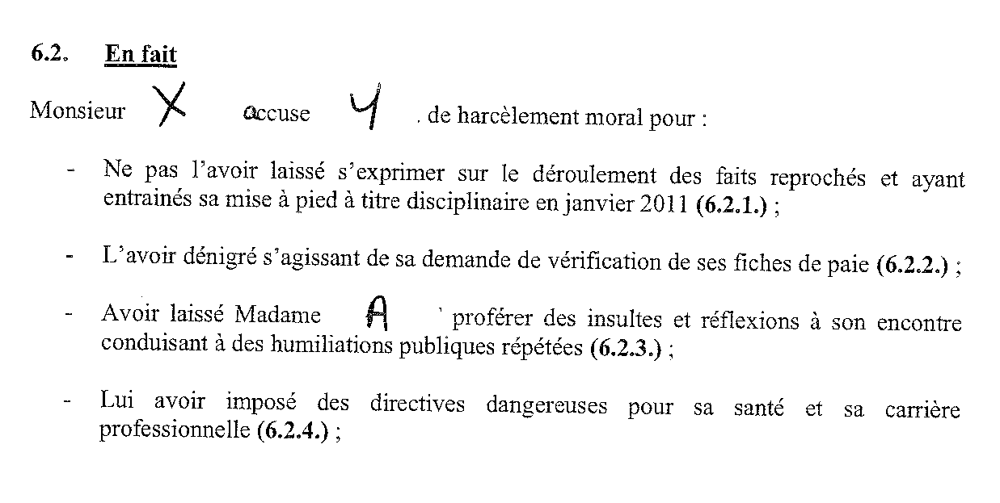 6.2. En fait
Monsieur X accuse Y . de harcèlement moral pour :
- Ne pas l'avoir laissé s'exprimer sur le déroulement des faits reprochés et ayant
entrainés sa mise à pied à titre disciplinaire en janvier 2011 (6.2.1.) ;
- L'avoir dénigré s'agissant de sa demande de vérification de ses fiches de paie (6.2.2.) ;
- Avoir laissé Madame A ' proférer des insultes et réflexions à son encontre
conduisant à des humiliations publiques répétées (6.2.3.) ;
- Lui avoir imposé des directives dangereuses pour sa santé et sa carrière
professionnelle (6.2.4.) ;